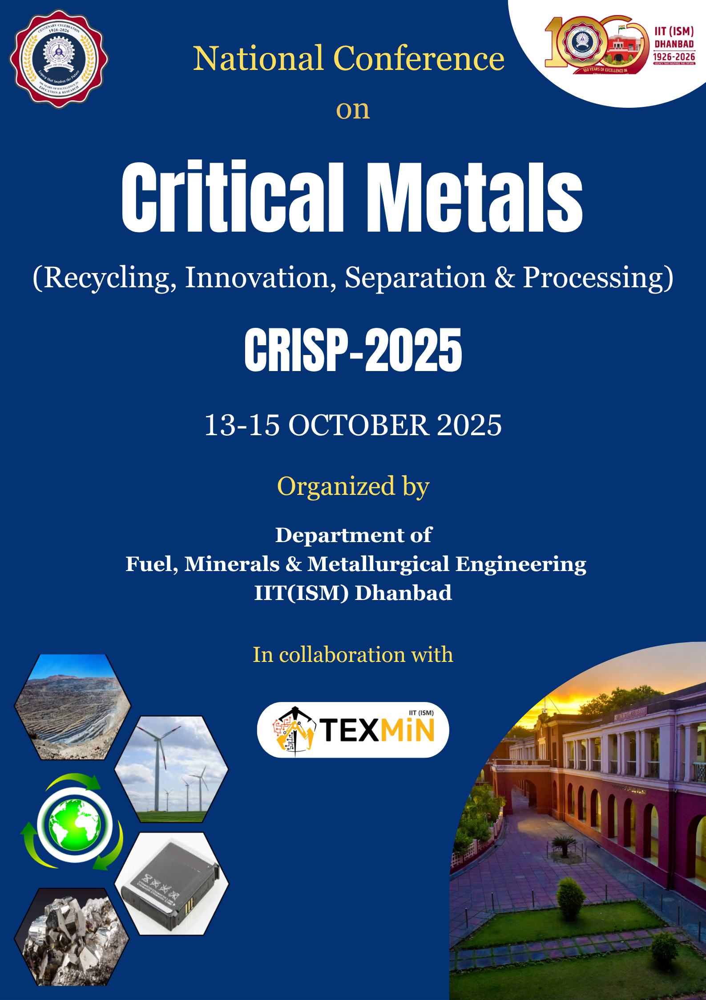 CENTENARY CELEBRATION
1926-2026
Legacy that Inspires the Future
100 YEARS OF EXCELLENCE IN
EDUCATION & RESEARCH
100 YEARS OF EXCELLENCE IN
IIT (ISM)
DHANBAD
1926-2026
LEGACY THAT INSPIRES THE FUTURE
National Conference
on
Critical Metals
(Recycling, Innovation, Separation & Processing)
CRISP-2025
13-15 OCTOBER 2025
Organized by
Department of
Fuel, Minerals & Metallurgical Engineering
IIT(ISM) Dhanbad
In collaboration with
IIT (ISM)
TEXMiN